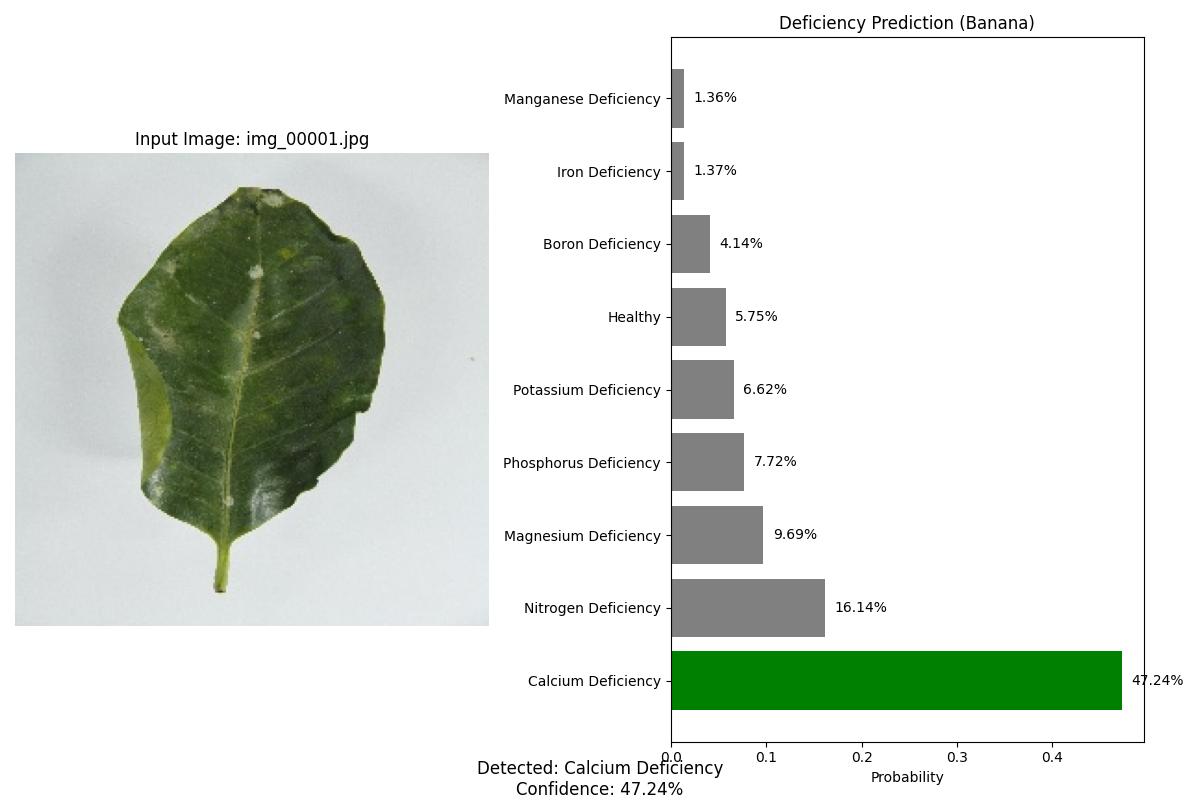 Input Image: img_00001.jpg
Deficiency Prediction (Banana)
Manganese Deficiency 1.36%
Iron Deficiency 1.37%
Boron Deficiency 4.14%
Healthy 5.75%
Potassium Deficiency 6.62%
Phosphorus Deficiency 7.72%
Magnesium Deficiency 9.69%
Nitrogen Deficiency 16.14%
Calcium Deficiency 47.24%
0.0 0.1 0.2 0.3 0.4
Probability
Detected: Calcium Deficiency
Confidence: 47.24%